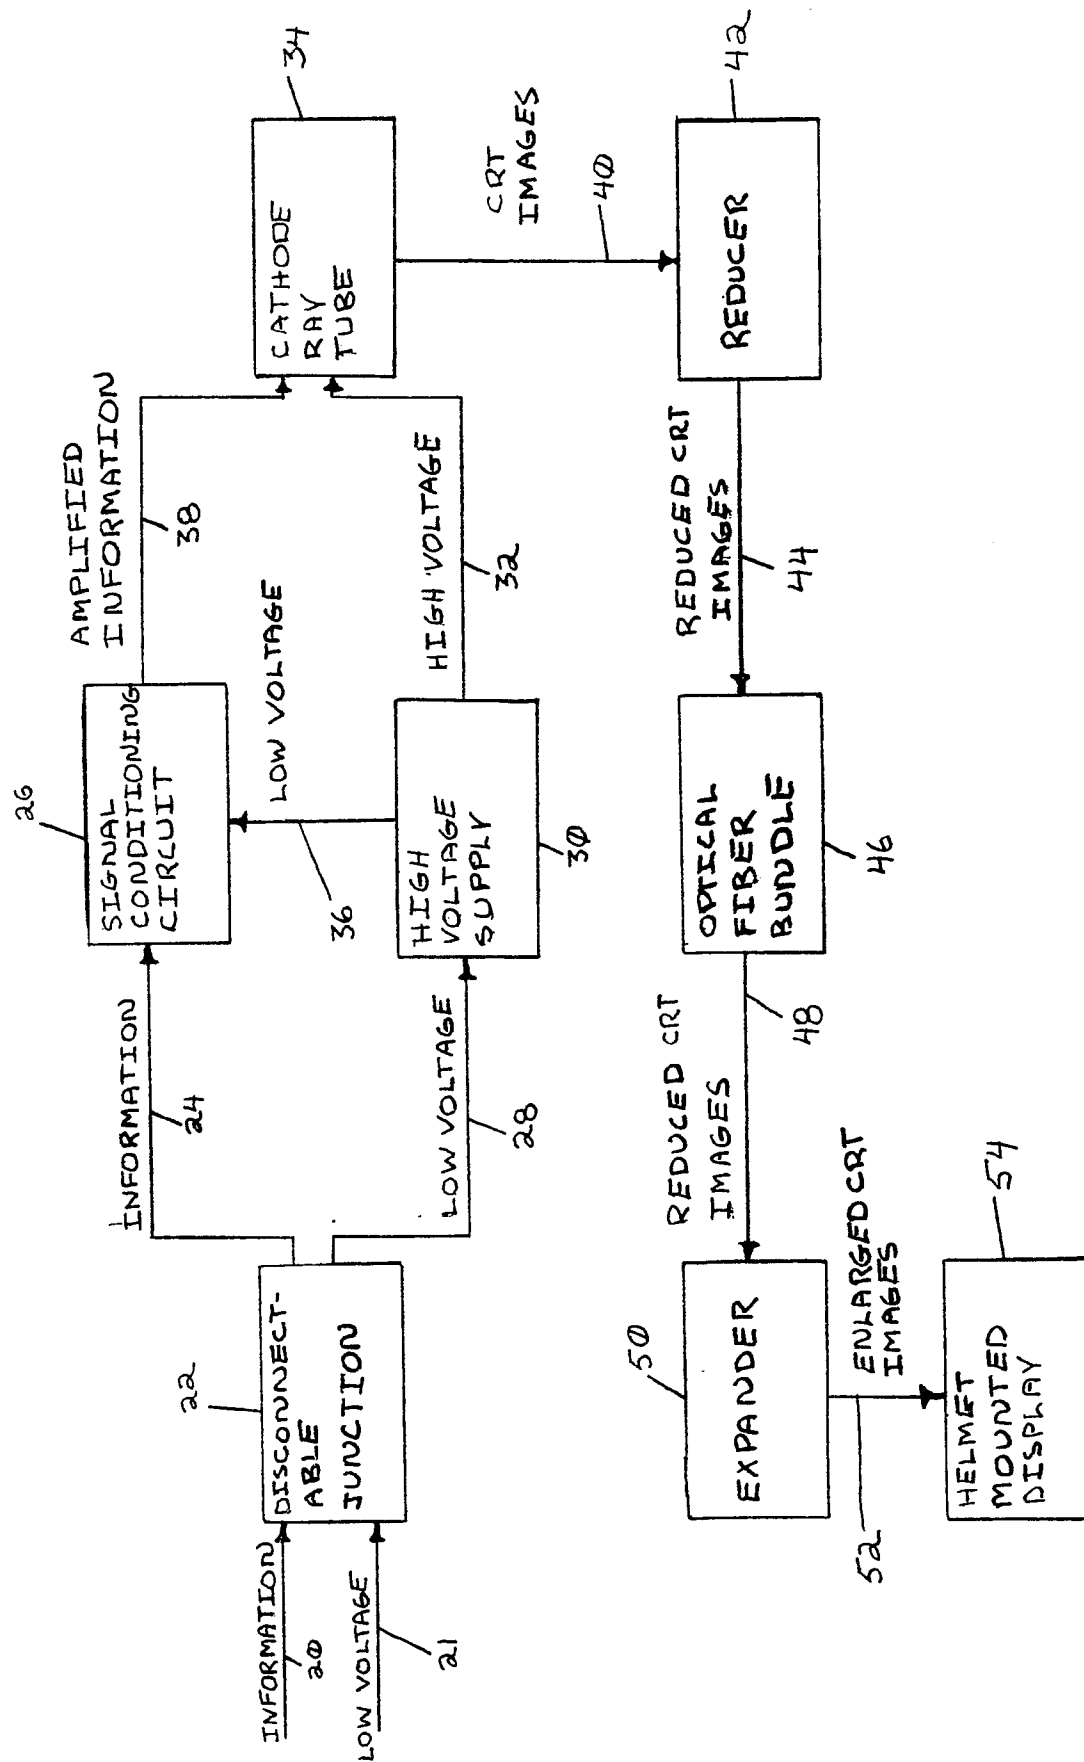 INFORMATION
20
LOW VOLTAGE
21
22
DISCONNECT-
ABLE
JUNCTION
INFORMATION
24
LOW VOLTAGE
28
26
SIGNAL
CONDITIONING
CIRCUIT
LOW VOLTAGE
36
HIGH
VOLTAGE
SUPPLY
30
AMPLIFIED
INFORMATION
38
HIGH VOLTAGE
32
CATHODE
RAY
TUBE
34
CRT
IMAGES
40
REDUCER
42
REDUCED CRT
IMAGES
44
OPTICAL
FIBER
BUNDLE
46
REDUCED CRT
IMAGES
48
50
EXPANDER
ENLARGED CRT
IMAGES
52
HELMET
MOUNTED
DISPLAY
54